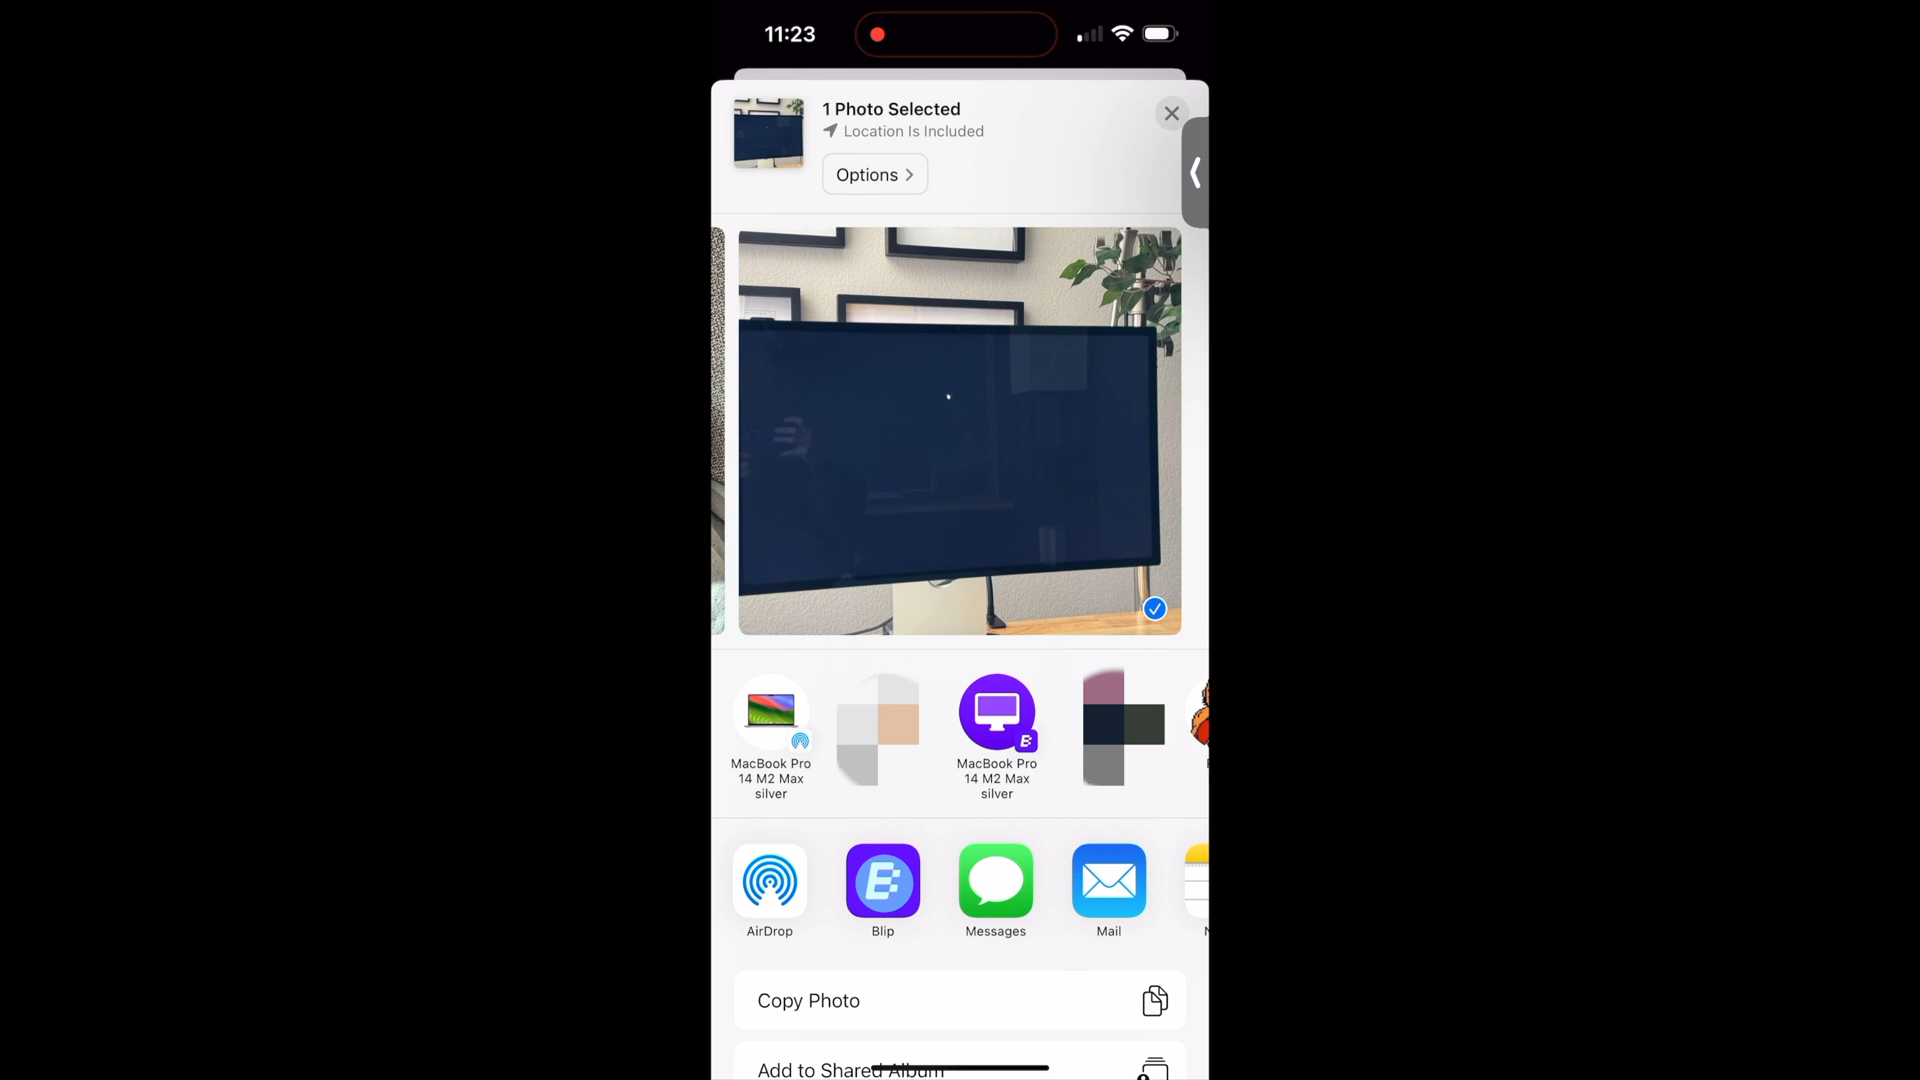 11:23
1 Photo Selected
Location Is Included
Options
MacBook Pro
14 M2 Max
silver
MacBook Pro
14 M2 Max
silver
AirDrop
Blip
Messages
Mail
Copy Photo
Add to Shared Album